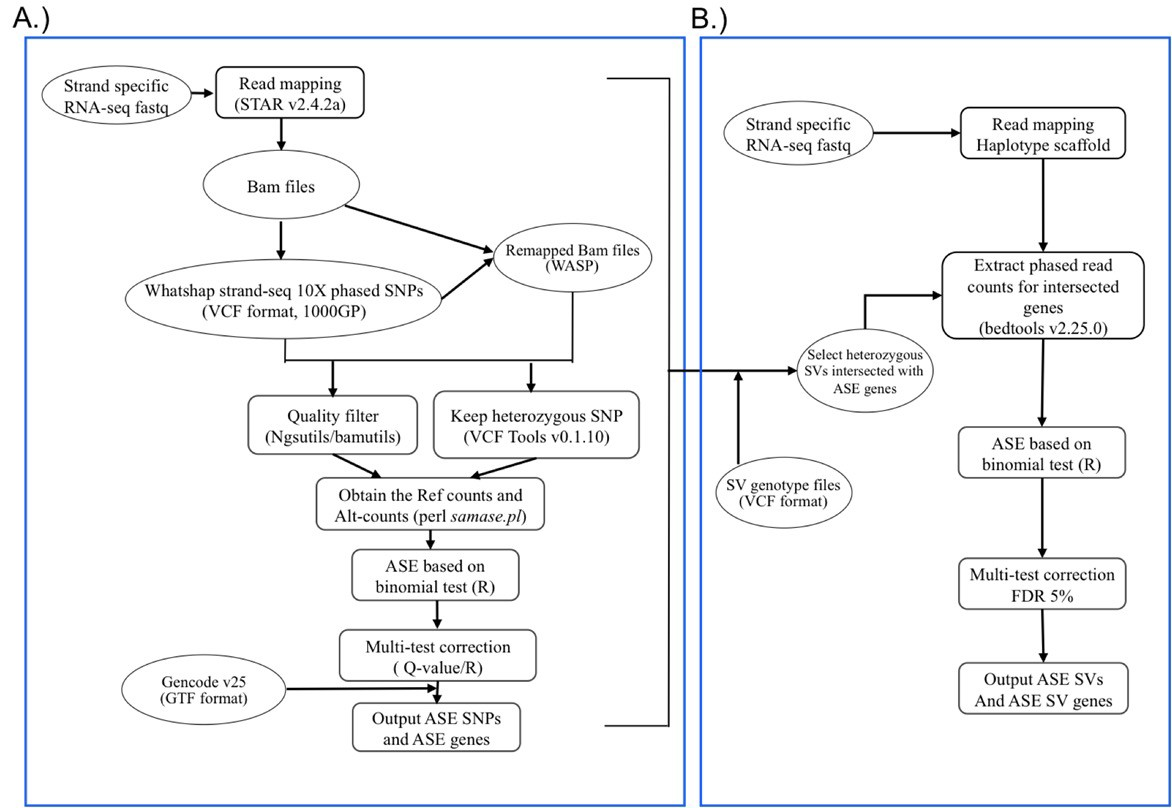 A.)
Strand specific
RNA-seq fastq
Read mapping
(STAR v2.4.2a)
Bam files
Remapped Bam files
(WASP)
Whatshap strand-seq 10X phased SNPs
(VCF format, 1000GP)
Quality filter
(Ngsutils/bamutils)
Keep heterozygous SNP
(VCF Tools v0.1.10)
Obtain the Ref counts and
Alt-counts (perl samase.pl)
ASE based on
binomial test (R)
Multi-test correction
( Q-value/R)
Gencode v25
(GTF format)
Output ASE SNPs
and ASE genes
B.)
Strand specific
RNA-seq fastq
Read mapping
Haplotype scaffold
Extract phased read
counts for intersected
genes
(bedtools v2.25.0)
Select heterozygous
SVs intersected with
ASE genes
SV genotype files
(VCF format)
ASE based on
binomial test (R)
Multi-test correction
FDR 5%
Output ASE SVs
And ASE SV genes